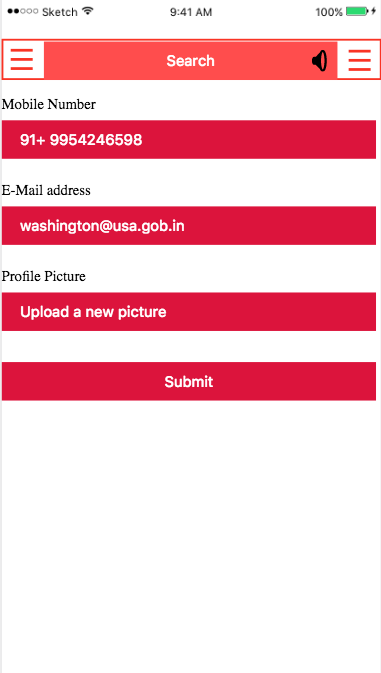 Sketch 9:41 AM 100%
Search
Mobile Number
91+ 9954246598
E-Mail address
washington@usa.gob.in
Profile Picture
Upload a new picture
Submit